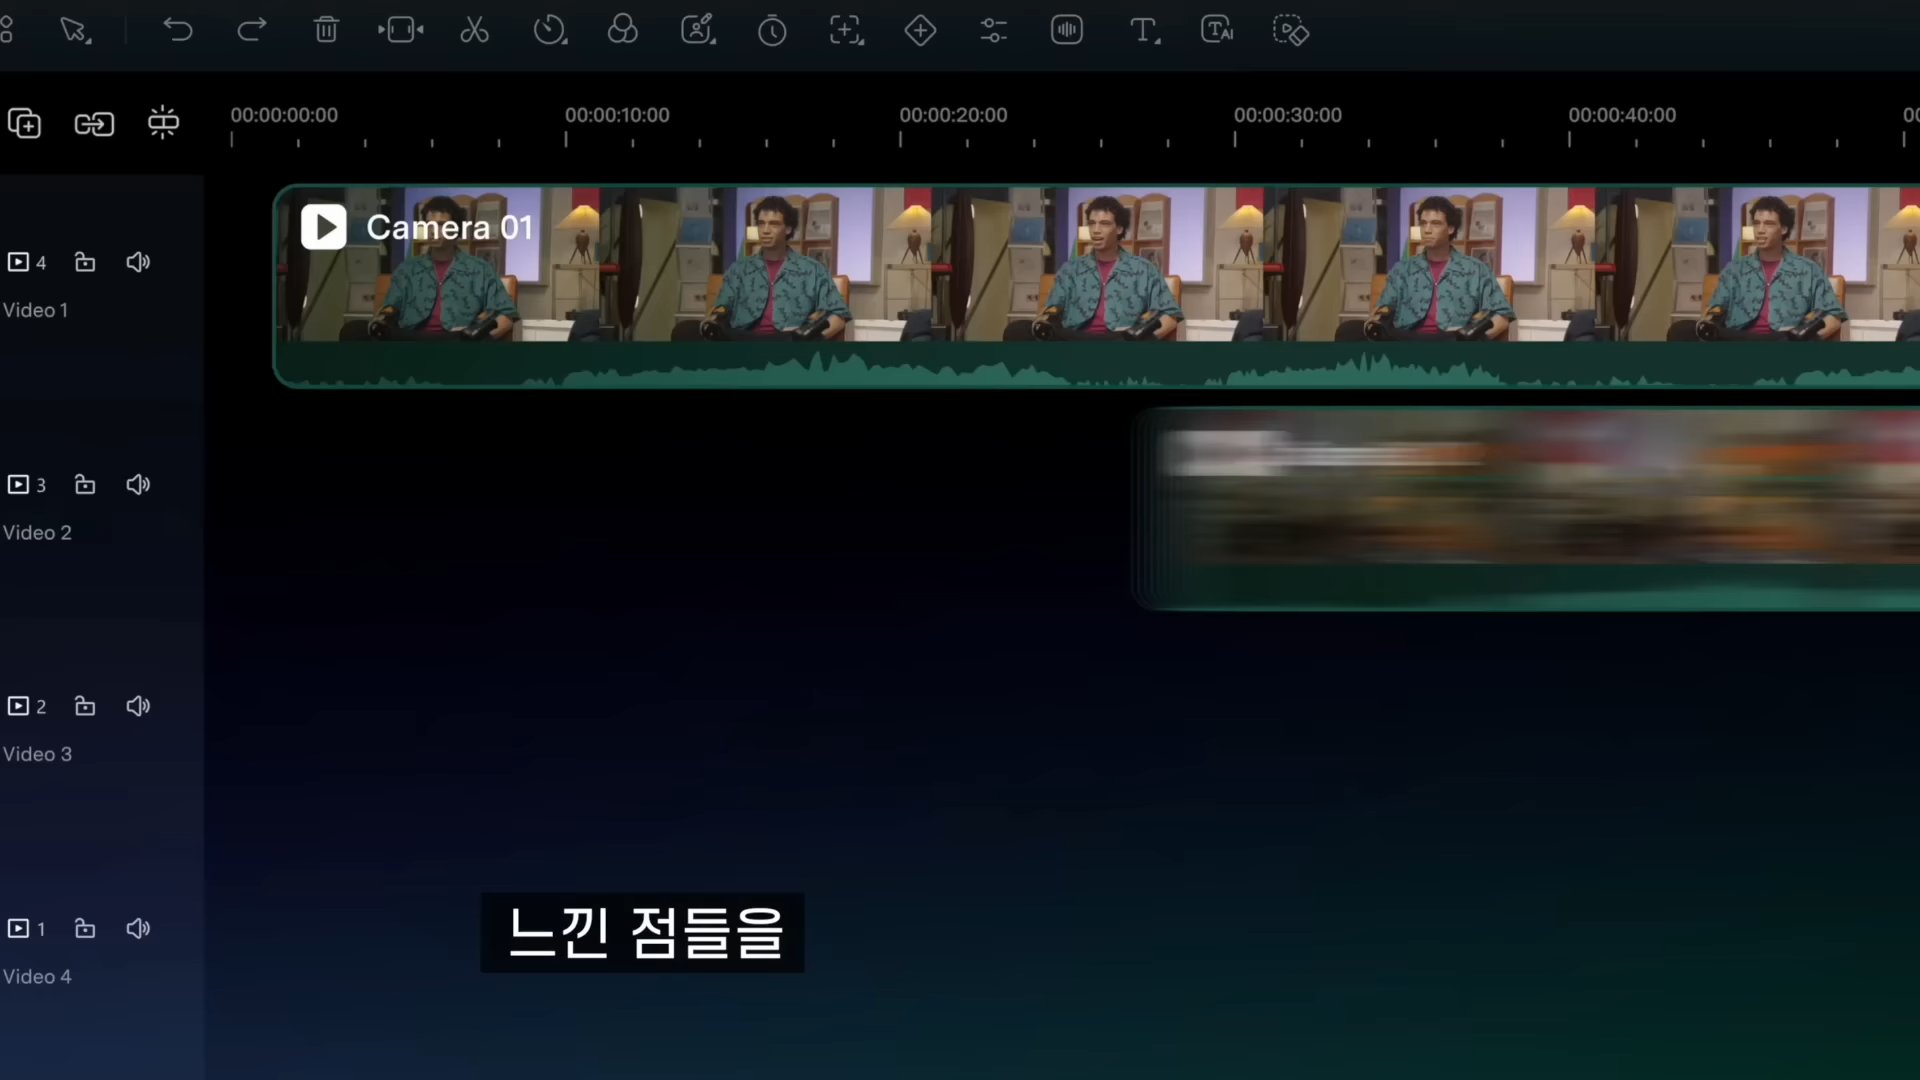 00:00:00:00 00:00:10:00 00:00:20:00 00:00:30:00 00:00:40:00
Camera 01
4
Video 1
3
Video 2
2
Video 3
1
Video 4
느낀 점들을